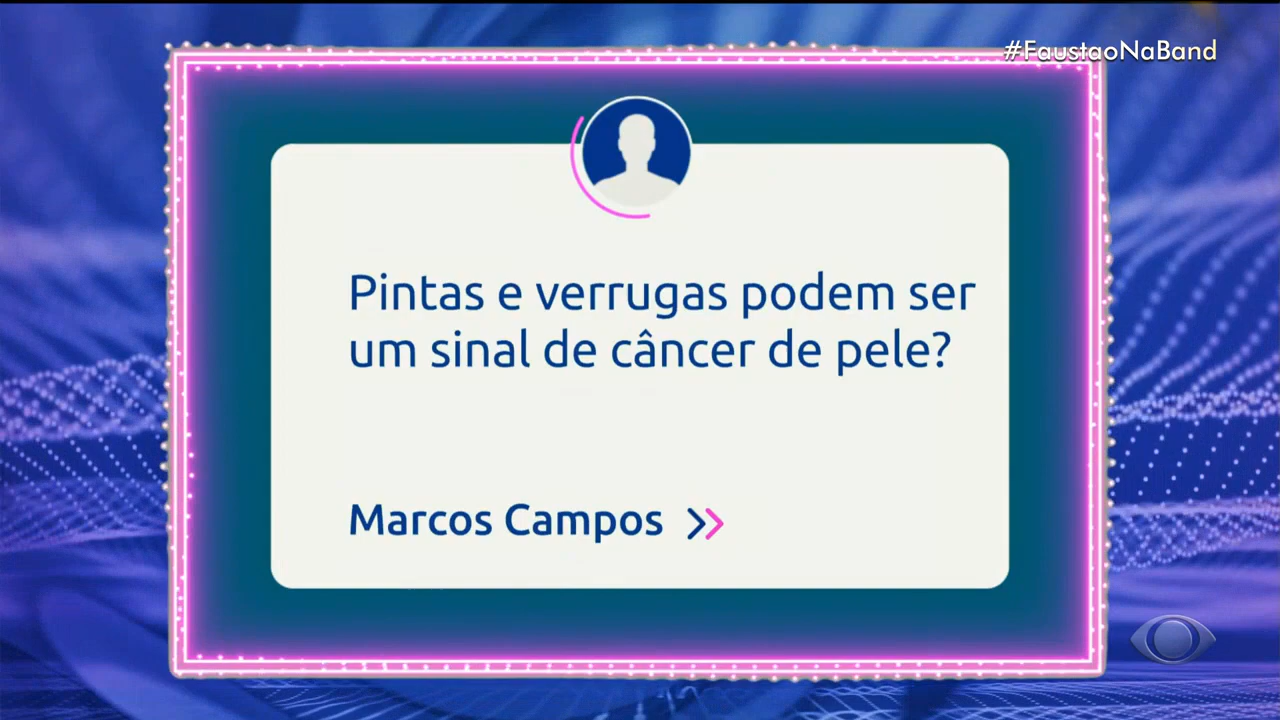 #FaustaoNaBand
Pintas e verrugas podem ser
um sinal de câncer de pele?
Marcos Campos